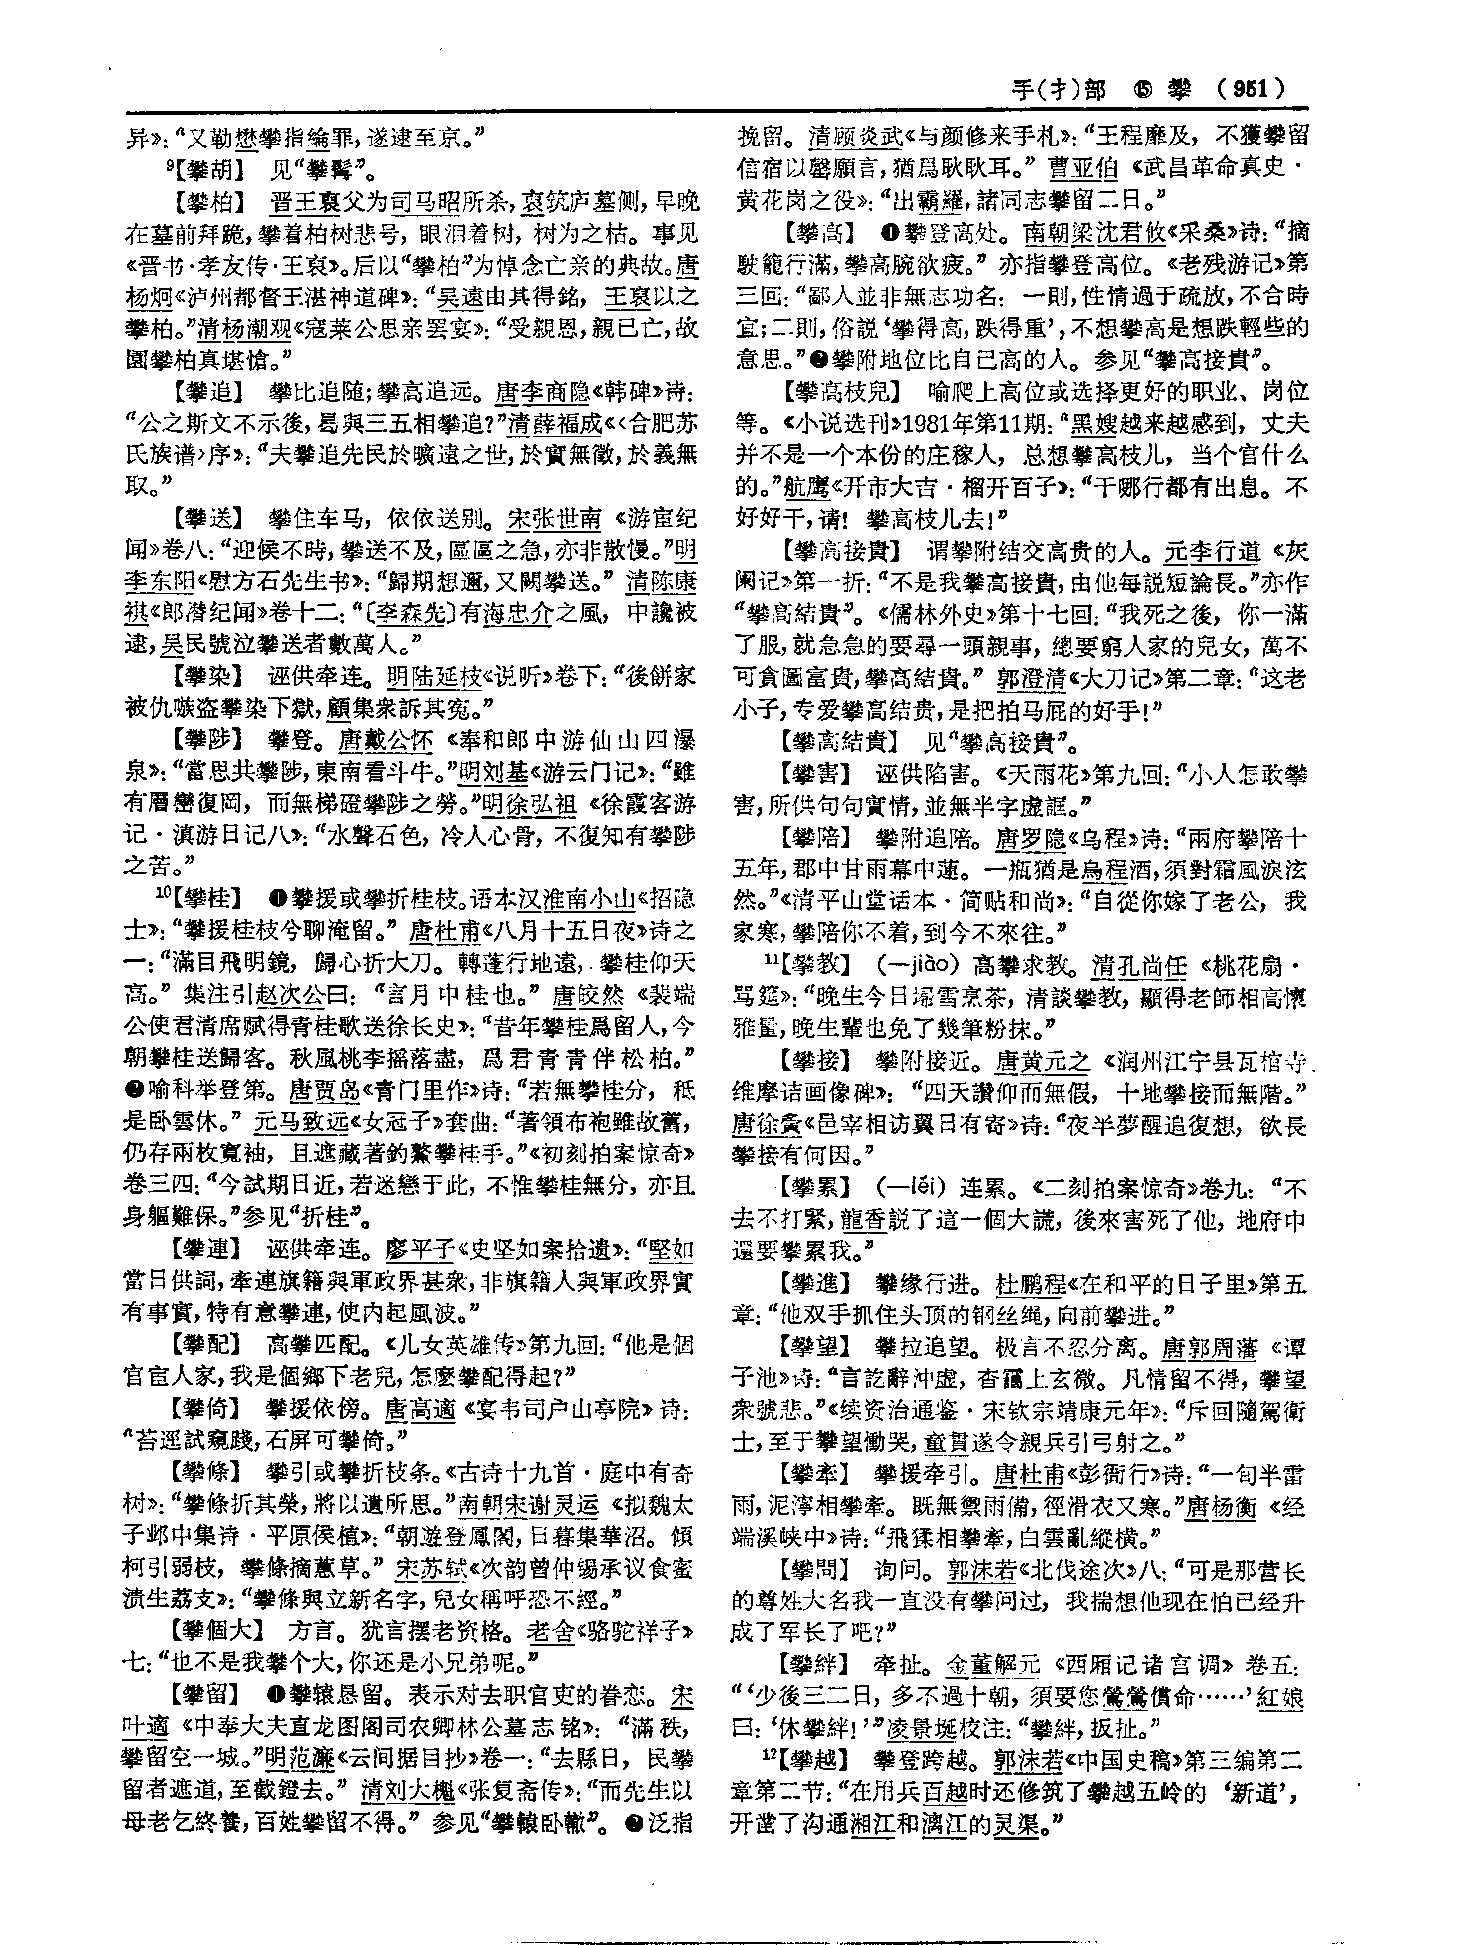 手(扌)部　⑮　攀　(951)
异》：“又勒懋攀指綸罪，遂逮至京。”
⁹【攀胡】　见“攀髯”。
【攀柏】　晋王裒父为司马昭所杀，裒筑庐墓侧，早晚
在墓前拜跪，攀着柏树悲号，眼泪着树，树为之枯。事见
《晋书·孝友传·王裒》。后以“攀柏”为悼念亡亲的典故。唐
杨炯《泸州都督王湛神道碑》：“吴逵由其得銘，王裒以之
攀柏。”清杨潮观《寇莱公思亲罢宴》：“受親恩，親已亡，故
園攀柏真堪愴。”
【攀追】　攀比追随；攀高追远。唐李商隐《韩碑》诗：
“公之斯文不示後，曷與三五相攀追？”清薛福成《〈合肥苏
氏族谱〉序》：“夫攀追先民於曠遠之世，於實無徵，於義無
取。”
【攀送】　攀住车马，依依送别。宋张世南《游宦纪
闻》卷八：“迎候不時，攀送不及，區區之急，亦非散慢。”明
李东阳《慰方石先生书》：“歸期想邇，又闕攀送。”清陈康
祺《郎潜纪闻》卷十二：“〔李森先〕有海忠介之風，中讒被
逮，吴民號泣攀送者數萬人。”
【攀染】　诬供牵连。明陆延枝《说听》卷下：“後餅家
被仇嗾盗攀染下獄，顧集衆訴其寃。”
【攀陟】　攀登。唐戴公怀《奉和郎中游仙山四瀑
泉》：“當思共攀陟，東南看斗牛。”明刘基《游云门记》：“雖
有層巒復岡，而無梯磴攀陟之勞。”明徐弘祖《徐霞客游
记·滇游日记八》：“水聲石色，冷人心骨，不復知有攀陟
之苦。”
¹⁰【攀桂】　❶攀援或攀折桂枝。语本汉淮南小山《招隐
士》：“攀援桂枝兮聊淹留。”唐杜甫《八月十五日夜》诗之
一：“滿目飛明鏡，歸心折大刀。轉蓬行地遠，攀桂仰天
高。”集注引赵次公曰：“言月中桂也。”唐皎然《裴端
公使君清席赋得青桂歌送徐长史》：“昔年攀桂爲留人，今
朝攀桂送歸客。秋風桃李摇落盡，爲君青青伴松柏。”
❷喻科举登第。唐贾岛《青门里作》诗：“若無攀桂分，秖
是卧雲休。”元马致远《女冠子》套曲：“著領布袍雖故舊，
仍存兩枚寬袖，且遮藏著釣鰲攀桂手。”《初刻拍案惊奇》
卷三四：“今試期日近，若迷戀于此，不惟攀桂無分，亦且
身軀難保。”参见“折桂”。
【攀連】　诬供牵连。廖平子《史坚如案拾遗》：“堅如
當日供詞，牽連旗籍與軍政界甚衆，非旗籍人與軍政界實
有事實，特有意攀連，使内起風波。”
【攀配】　高攀匹配。《儿女英雄传》第九回：“他是個
官宦人家，我是個鄉下老兒，怎麽攀配得起？”
【攀倚】　攀援依傍。唐高適《宴韦司户山亭院》诗：
“苔逕試窺踐，石屏可攀倚。”
【攀條】　攀引或攀折枝条。《古诗十九首·庭中有奇
树》：“攀條折其榮，將以遺所思。”南朝宋谢灵运《拟魏太
子邺中集诗·平原侯植》：“朝遊登鳳閣，日暮集華沼。傾
柯引弱枝，攀條摘蕙草。”宋苏轼《次韵曾仲锡承议食蜜
渍生荔支》：“攀條與立新名字，兒女稱呼恐不經。”
【攀個大】　方言。犹言摆老资格。老舍《骆驼祥子》
七：“也不是我攀个大，你还是小兄弟呢。”
【攀留】　❶攀辕恳留。表示对去职官吏的眷恋。宋
叶適《中奉大夫直龙图阁司农卿林公墓志铭》：“滿秩，
攀留空一城。”明范濂《云间据目抄》卷一：“去縣日，民攀
留者遮道，至截鐙去。”清刘大櫆《张复斋传》：“而先生以
母老乞終養，百姓攀留不得。”参见“攀轅卧轍”。❷泛指
挽留。清顾炎武《与颜修来手札》：“王程靡及，不獲攀留
信宿以罄願言，猶爲耿耿耳。”曹亚伯《武昌革命真史·
黄花岗之役》：“出霸羅，諸同志攀留二日。”
【攀高】　❶攀登高处。南朝梁沈君攸《采桑》诗：“摘
駛籠行滿，攀高腕欲疲。”亦指攀登高位。《老残游记》第
三回：“鄙人並非無志功名：一則，性情過于疏放，不合時
宜；二則，俗説‘攀得高，跌得重’，不想攀高是想跌輕些的
意思。”❷攀附地位比自己高的人。参见“攀高接貴”。
【攀高枝兒】　喻爬上高位或选择更好的职业、岗位
等。《小说选刊》1981年第11期：“黑嫂越来越感到，丈夫
并不是一个本份的庄稼人，总想攀高枝儿，当个官什么
的。”航鹰《开市大吉·榴开百子》：“干哪行都有出息。不
好好干，请！攀高枝儿去！”
【攀高接貴】　谓攀附结交高贵的人。元李行道《灰
阑记》第一折：“不是我攀高接貴，由他每説短論長。”亦作
“攀高結貴”。《儒林外史》第十七回：“我死之後，你一滿
了服，就急急的要尋一頭親事，總要窮人家的兒女，萬不
可貪圖富貴，攀高結貴。”郭澄清《大刀记》第二章：“这老
小子，专爱攀高结贵，是把拍马屁的好手！”
【攀高結貴】　见“攀高接貴”。
【攀害】　诬供陷害。《天雨花》第九回：“小人怎敢攀
害，所供句句實情，並無半字虚誑。”
【攀陪】　攀附追陪。唐罗隐《乌程》诗：“兩府攀陪十
五年，郡中甘雨幕中蓮。一瓶猶是烏程酒，須對霜風淚泫
然。”《清平山堂话本·简贴和尚》：“自從你嫁了老公，我
家寒，攀陪你不着，到今不來往。”
¹¹【攀教】　(—jiào) 高攀求教。清孔尚任《桃花扇·
骂筵》：“晚生今日掃雪烹茶，清談攀教，顯得老師相高懷
雅量，晚生輩也免了幾筆粉抹。”
【攀接】　攀附接近。唐黄元之《润州江宁县瓦棺寺
维摩诘画像碑》：“四天讚仰而無假，十地攀接而無階。”
唐徐夤《邑宰相访翼日有寄》诗：“夜半夢醒追復想，欲長
攀接有何因。”
【攀累】　(—lěi) 连累。《二刻拍案惊奇》卷九：“不
去不打緊，龍香説了這一個大謊，後來害死了他，地府中
還要攀累我。”
【攀進】　攀缘行进。杜鹏程《在和平的日子里》第五
章：“他双手抓住头顶的钢丝绳，向前攀进。”
【攀望】　攀拉追望。极言不忍分离。唐郭周藩《谭
子池》诗：“言訖辭沖虚，杳靄上玄微。凡情留不得，攀望
衆號悲。”《续资治通鉴·宋钦宗靖康元年》：“斥回隨駕衛
士，至于攀望慟哭，童貫遂令親兵引弓射之。”
【攀牽】　攀援牵引。唐杜甫《彭衙行》诗：“一旬半雷
雨，泥濘相攀牽。既無禦雨備，徑滑衣又寒。”唐杨衡《经
端溪峡中》诗：“飛猱相攀牽，白雲亂縱橫。”
【攀問】　询问。郭沫若《北伐途次》八：“可是那营长
的尊姓大名我一直没有攀问过，我揣想他现在怕已经升
成了军长了吧？”
【攀絆】　牵扯。金董解元《西厢记诸宫调》卷五：
“‘少後三二日，多不過十朝，須要您鶯鶯償命……’紅娘
曰：‘休攀絆！’”凌景埏校注：“攀絆，扳扯。”
¹²【攀越】　攀登跨越。郭沫若《中国史稿》第三编第二
章第二节：“在用兵百越时还修筑了攀越五岭的‘新道’，
开凿了沟通湘江和漓江的灵渠。”